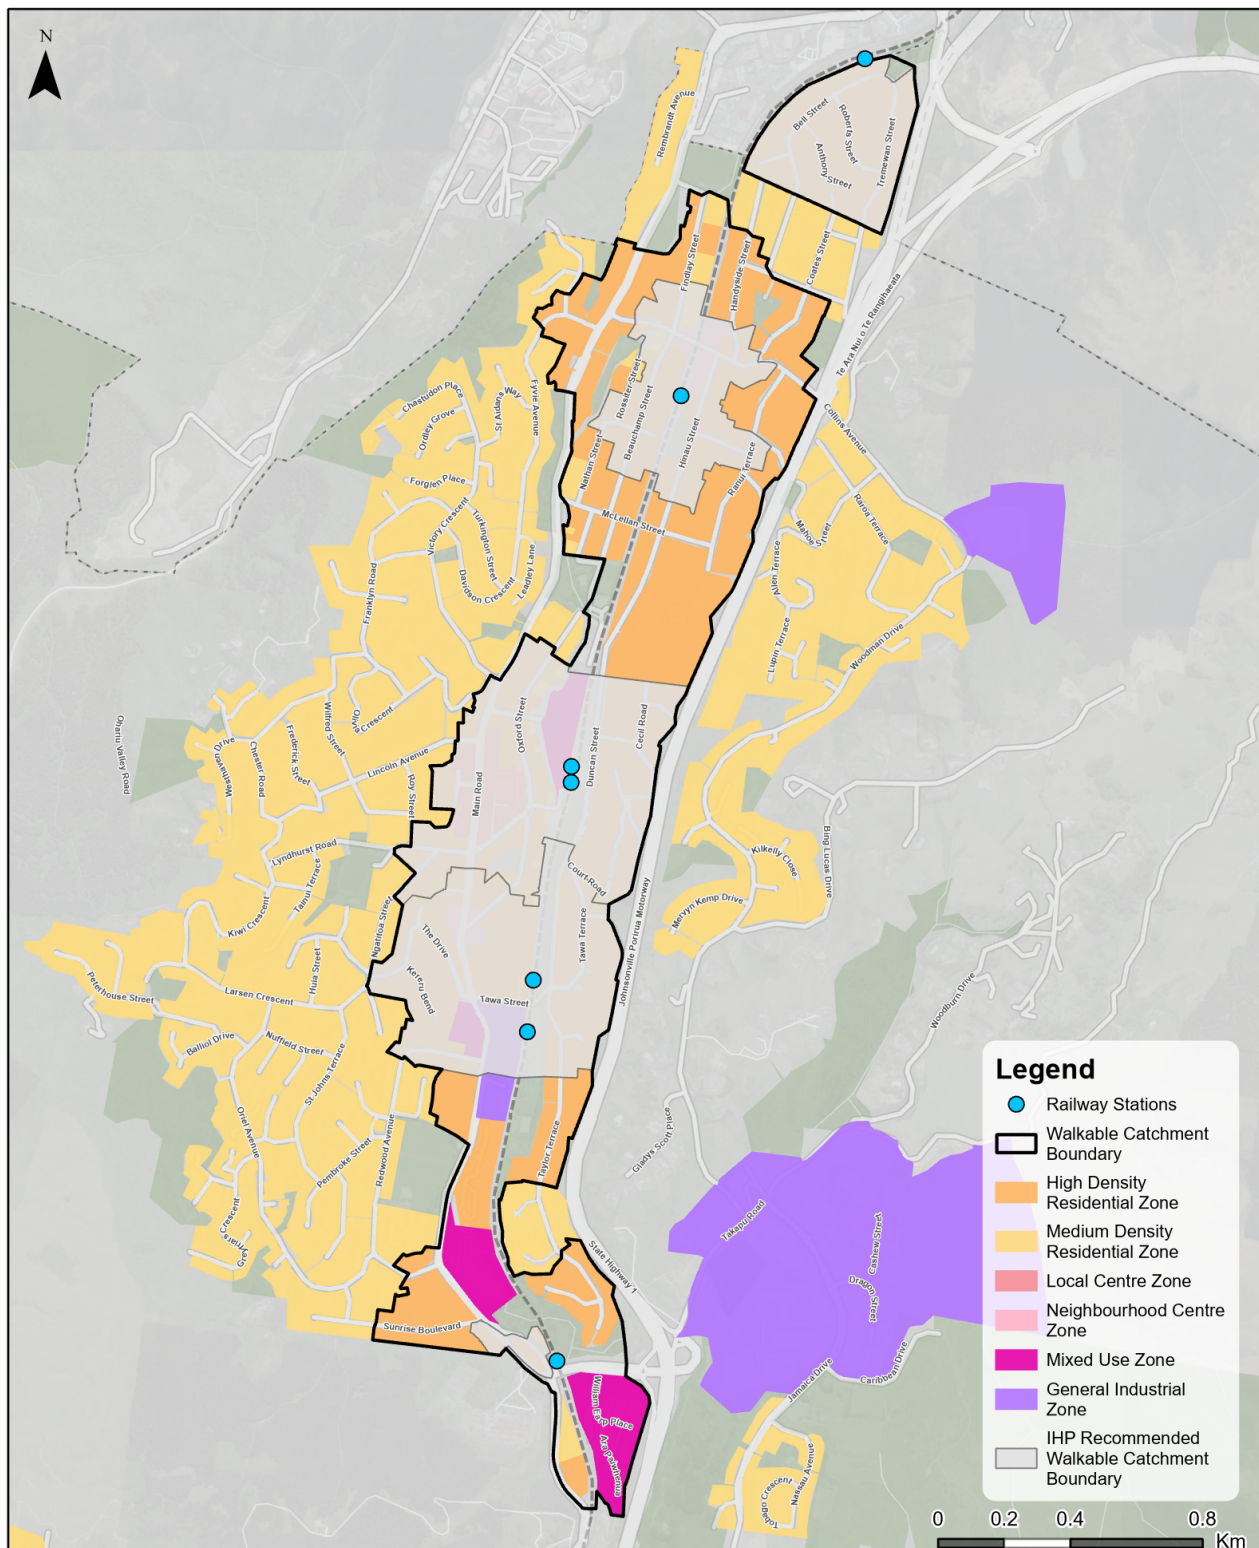 N
Rembrandt Avenue
Bell Street
Roberts Street
Anthony Street
Tremewan Street
Coates Street
Findlay Street
Handyside Street
Te Ara Nui o Te Rangihaeata
Rossiter Street
Beauchamp Street
Hinau Street
Nathan Street
Ranui Terrace
McLellan Street
Collins Avenue
Chastudon Place
Ordley Grove
St Aidans Way
Fyvie Avenue
Forglen Place
Victory Crescent
Turkington Street
Davidson Crescent
Leadley Lane
Franklyn Road
Raroa Terrace
Mahoe Street
Allen Terrace
Lupin Terrace
Woodman Drive
Ohariu Valley Road
Westhaven Drive
Chester Road
Frederick Street
Wilfred Street
Olivia Crescent
Lincoln Avenue
Roy Street
Oxford Street
Main Road
Duncan Street
Cecil Road
Lyndhurst Road
Tainui Terrace
Kiwi Crescent
Ngatitoa Street
Court Road
Kilkelly Close
Bing Lucas Drive
Mervyn Kemp Drive
Johnsonville Porirua Motorway
The Drive
Kereru Bend
Tawa Terrace
Tawa Street
Peterhouse Street
Larsen Crescent
Huia Street
Balliol Drive
Nuffield Street
St Johns Terrace
Oriel Avenue
Pembroke Street
Redwood Avenue
Taylor Terrace
Woodburn Drive
Gladys Scott Place
State Highway 1
Takapu Road
Cashew Street
Dragon Street
Jamaica Drive
Caribbean Drive
Sunrise Boulevard
William Earp Place
Tobago Crescent
Nassau Avenue
Legend
Railway Stations
Walkable Catchment
Boundary
High Density
Residential Zone
Medium Density
Residential Zone
Local Centre Zone
Neighbourhood Centre
Zone
Mixed Use Zone
General Industrial
Zone
IHP Recommended
Walkable Catchment
Boundary
0 0.2 0.4 0.8
Km